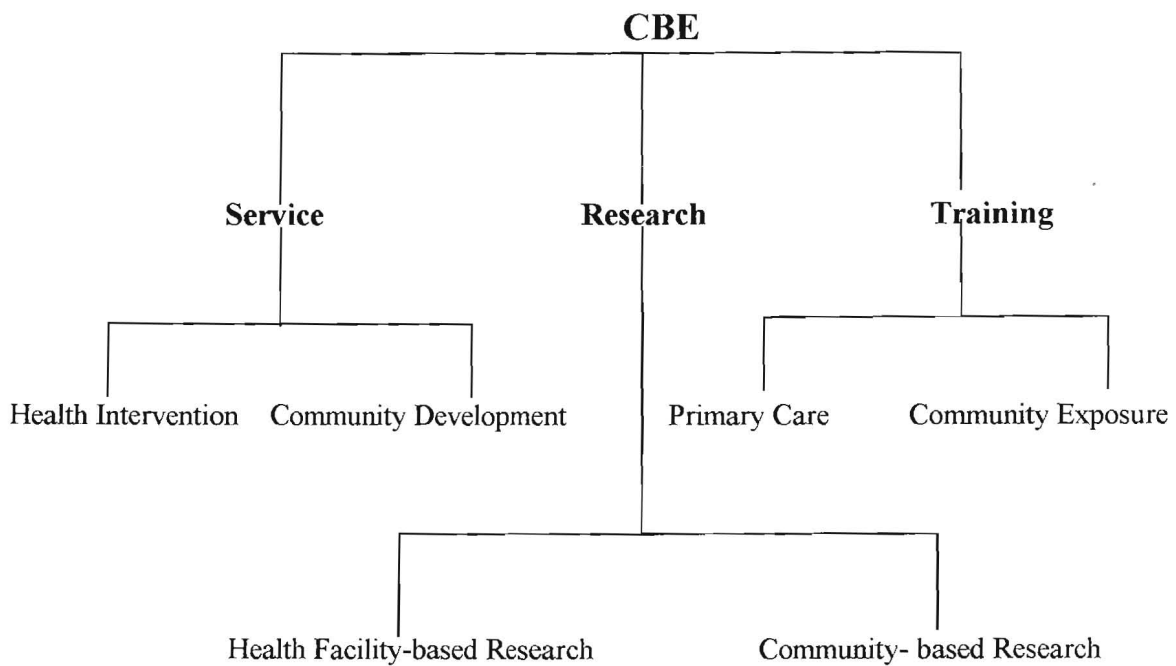 CBE
Service Research Training
Health Intervention Community Development Primary Care Community Exposure
Health Facility-based Research Community- based Research